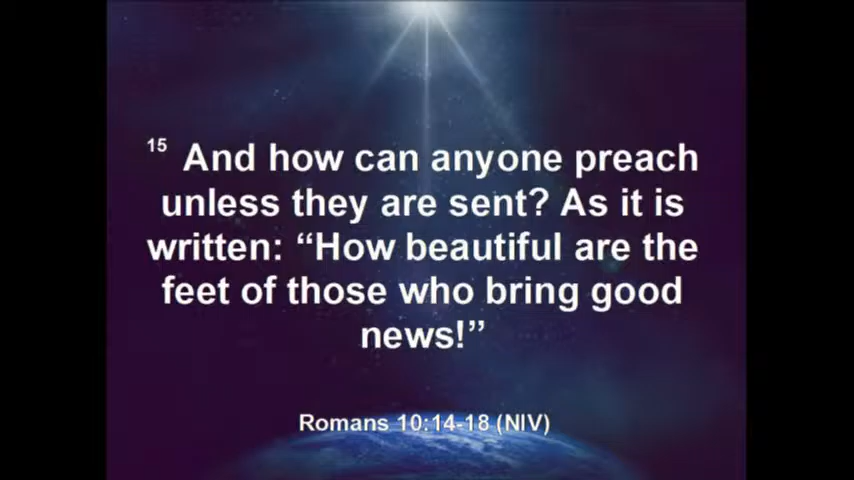 15 And how can anyone preach
unless they are sent? As it is
written: “How beautiful are the
feet of those who bring good
news!”
Romans 10:14-18 (NIV)